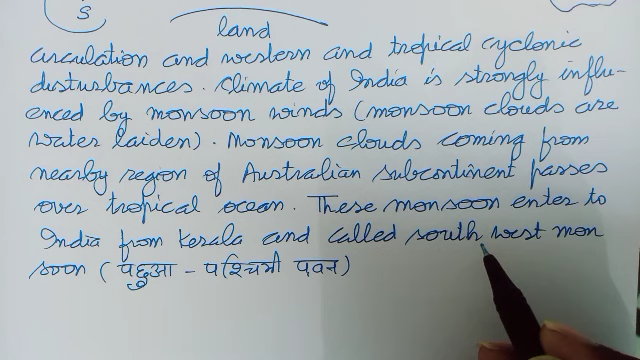 S
land
circulation and western and tropical cyclonic
disturbances. Climate of India is strongly influ-
enced by monsoon winds (monsoon clouds are
water laiden). Monsoon clouds coming from
nearby region of Australian subcontinent passes
over tropical ocean. These monsoon enter to
India from Kerala and called south west mon
soon (पछुआ - पश्चिमी पवन)